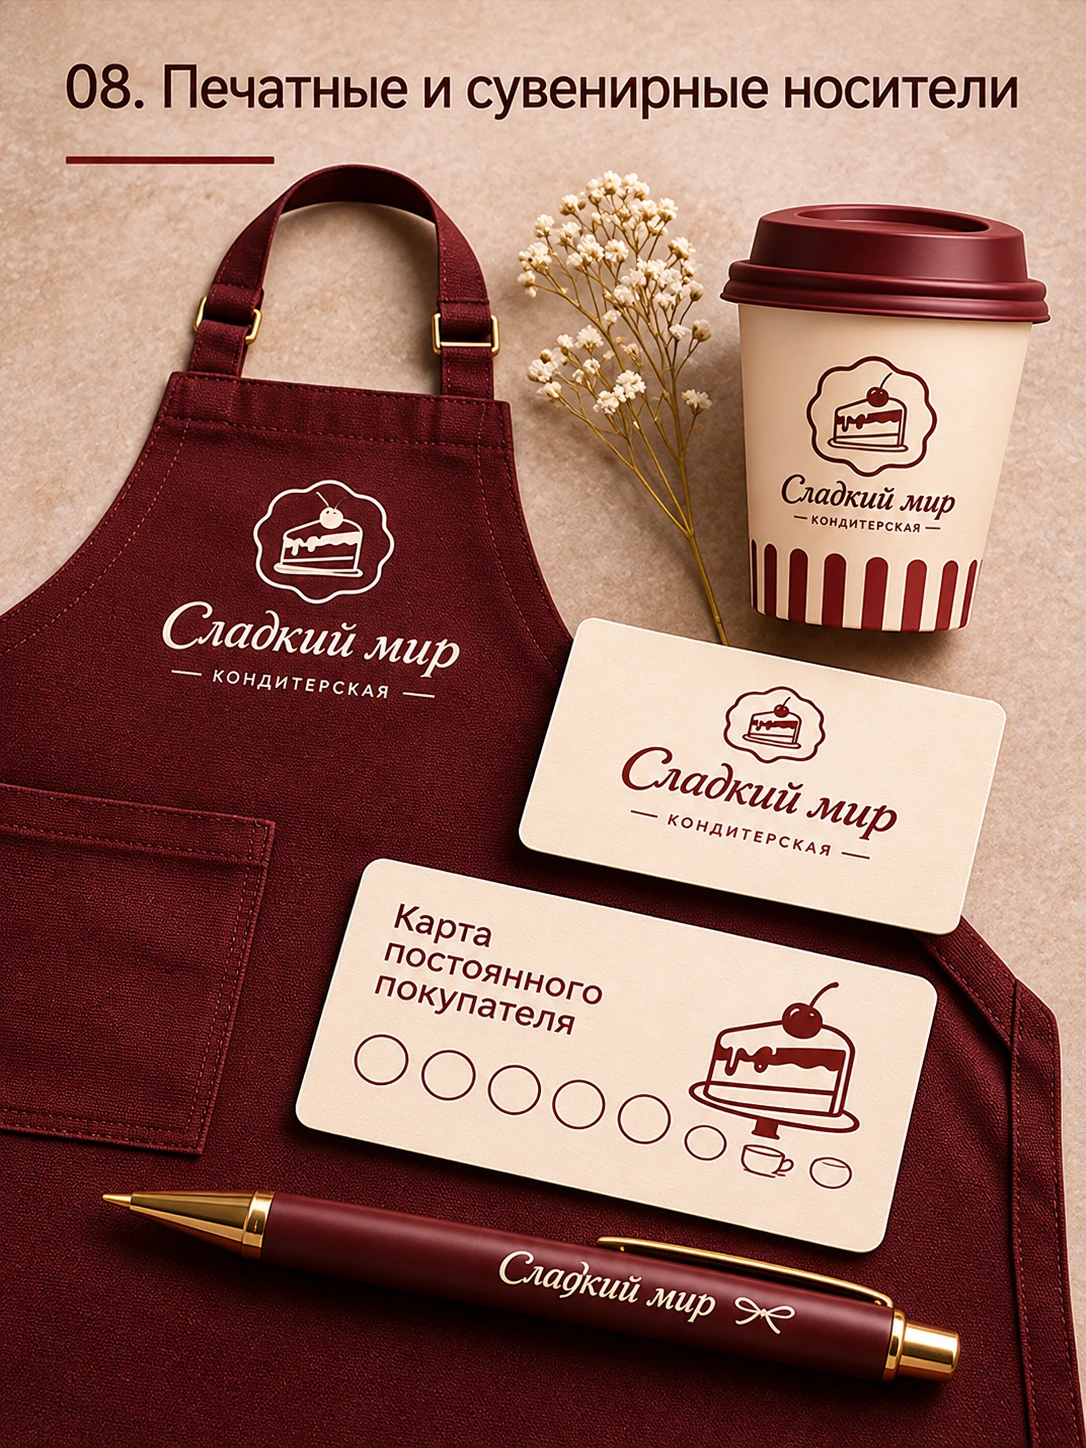 08. Печатные и сувенирные носители
Сладкий мир
КОНДИТЕРСКАЯ
Сладкий мир
КОНДИТЕРСКАЯ
Сладкий мир
КОНДИТЕРСКАЯ
Карта
постоянного
покупателя
Сладкий мир